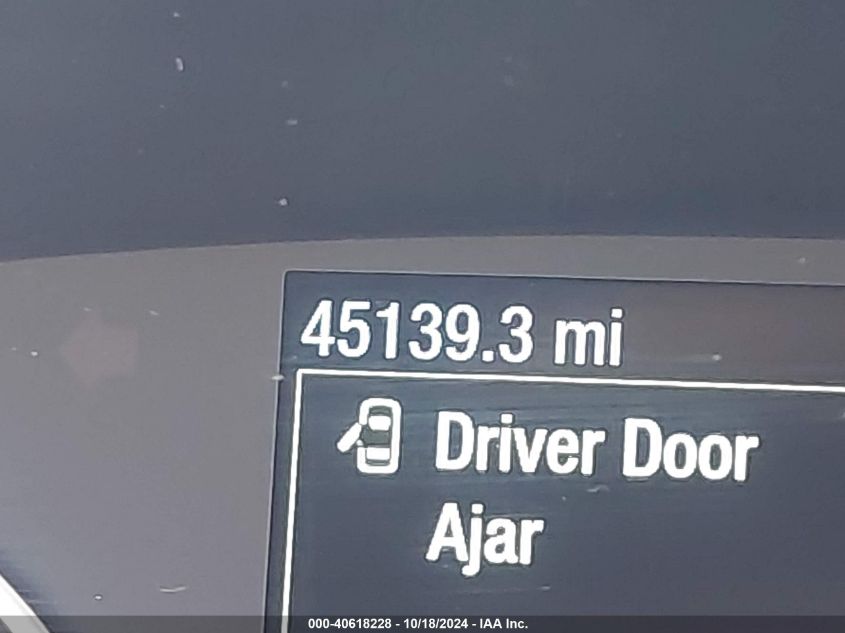 45139.3 mi
Driver Door
Ajar
000-40618228 - 10/18/2024 - IAA Inc.